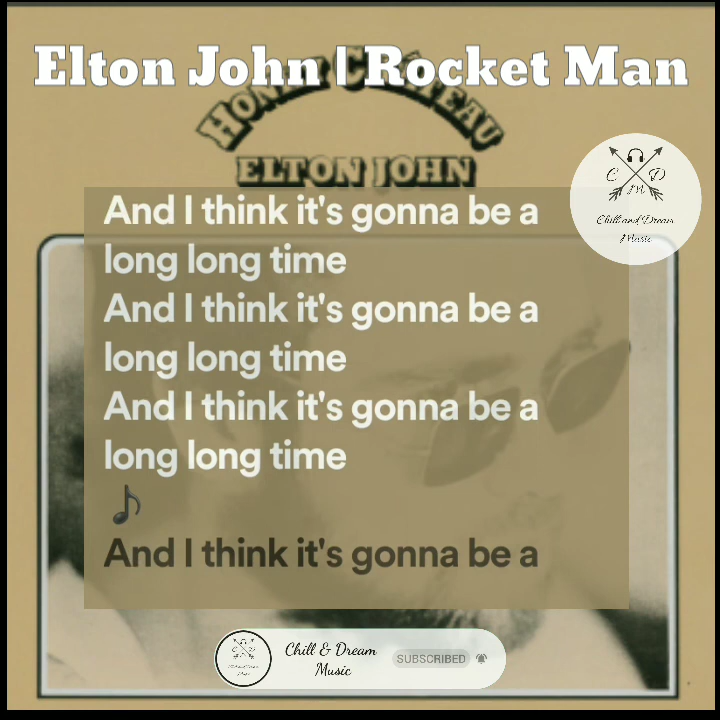 Elton John | Rocket Man
HONKY CHÂTEAU
ELTON JOHN
C D
M
Chill and Dream
Music
And I think it's gonna be a
long long time
And I think it's gonna be a
long long time
And I think it's gonna be a
long long time
And I think it's gonna be a
Chill & Dream
Music
SUBSCRIBED